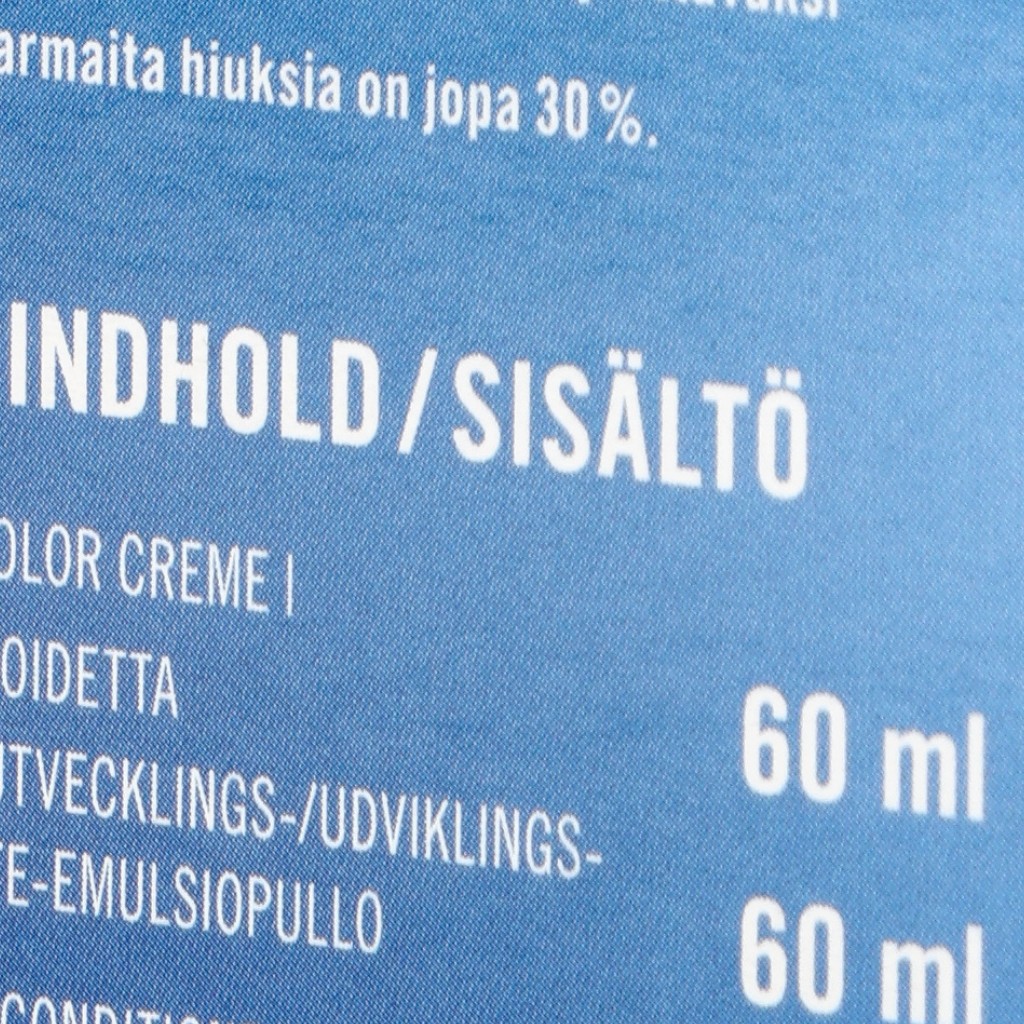 armaita hiuksia on jopa 30%.
INDHOLD/SISÄLTÖ
OLOR CREME I
OIDETTA
60 ml
UTVECKLINGS-/UDVIKLINGS-
E-EMULSIOPULLO
60 ml